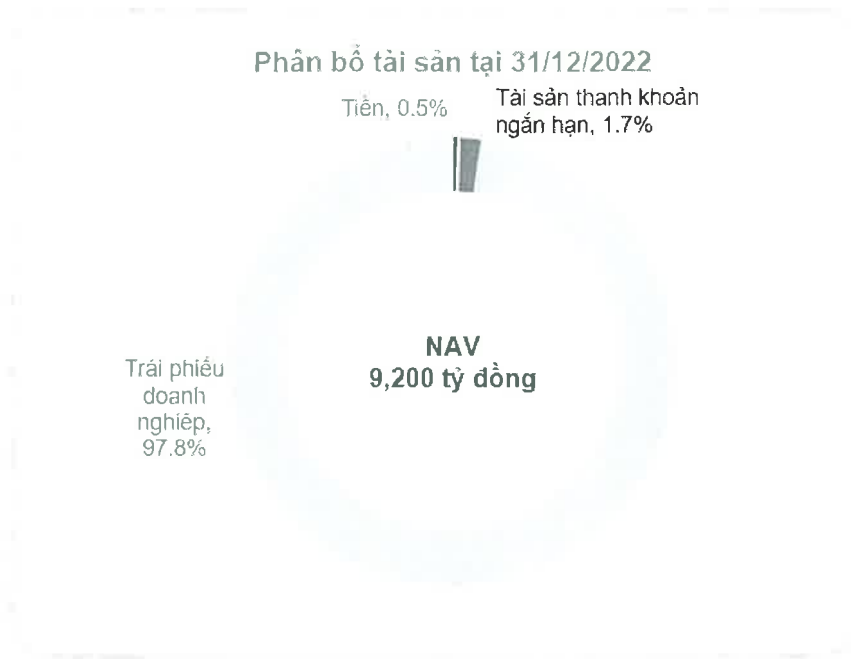 Phân bổ tài sản tại 31/12/2022
Tiền, 0.5%
Tài sản thanh khoản
ngắn hạn, 1.7%
NAV
9,200 tỷ đồng
Trái phiếu
doanh
nghiệp,
97.8%